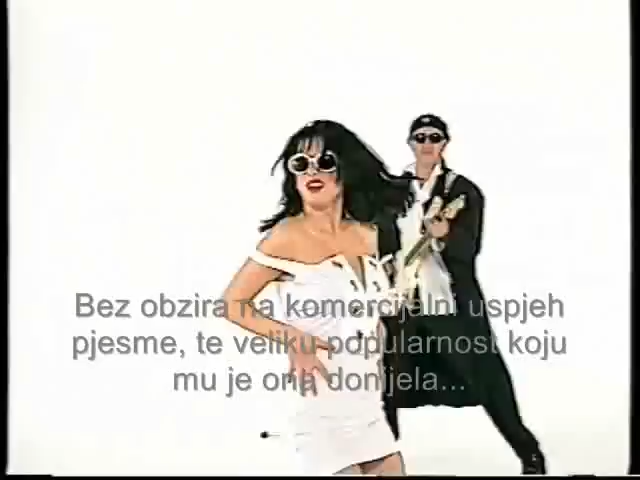 Bez obzira na komercijalni uspjeh
pjesme, te veliku popularnost koju
mu je ona donijela...